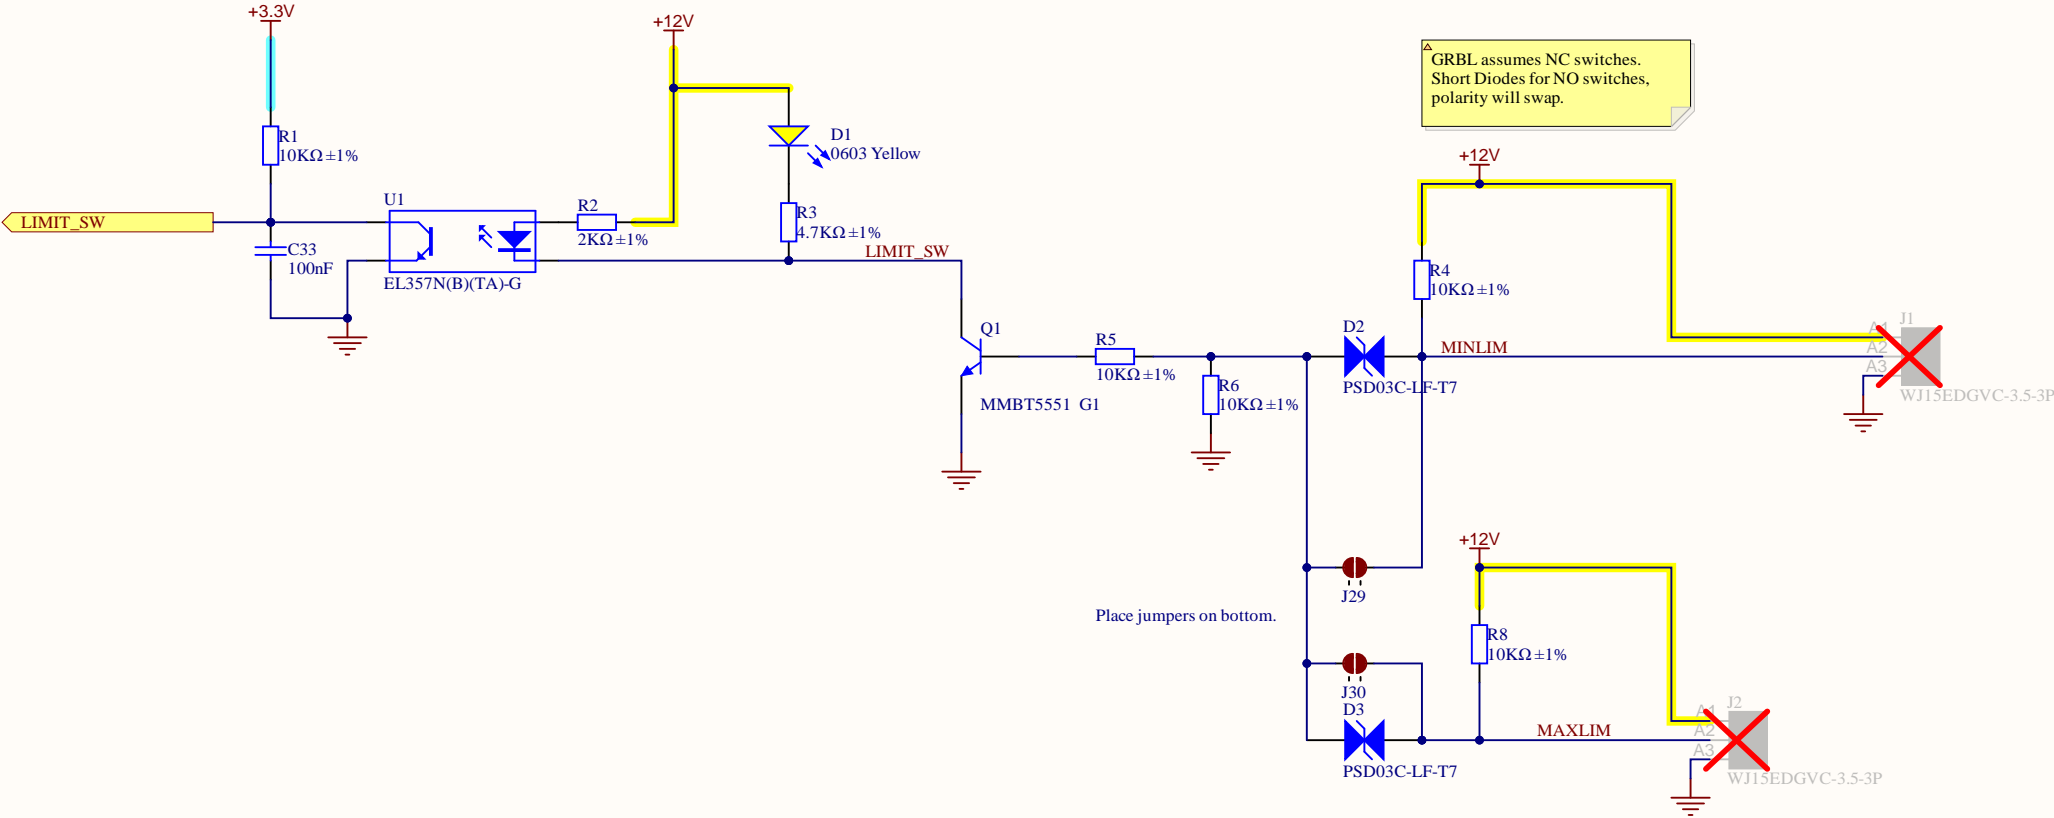 +3.3V
+12V
GRBL assumes NC switches.
Short Diodes for NO switches,
polarity will swap.
R1
10KΩ ±1%
D1
0603 Yellow
+12V
U1
R2
2KΩ ±1%
R3
4.7KΩ ±1%
LIMIT_SW
LIMIT_SW
C33
100nF
EL357N(B)(TA)-G
R4
10KΩ ±1%
Q1
MMBT5551 G1
R5
10KΩ ±1%
R6
10KΩ ±1%
D2
PSD03C-LF-T7
MINLIM
J1
A1
A2
A3
WJ15EDGVC-3.5-3P
+12V
J29
Place jumpers on bottom.
R8
10KΩ ±1%
J30
D3
PSD03C-LF-T7
MAXLIM
J2
A1
A2
A3
WJ15EDGVC-3.5-3P